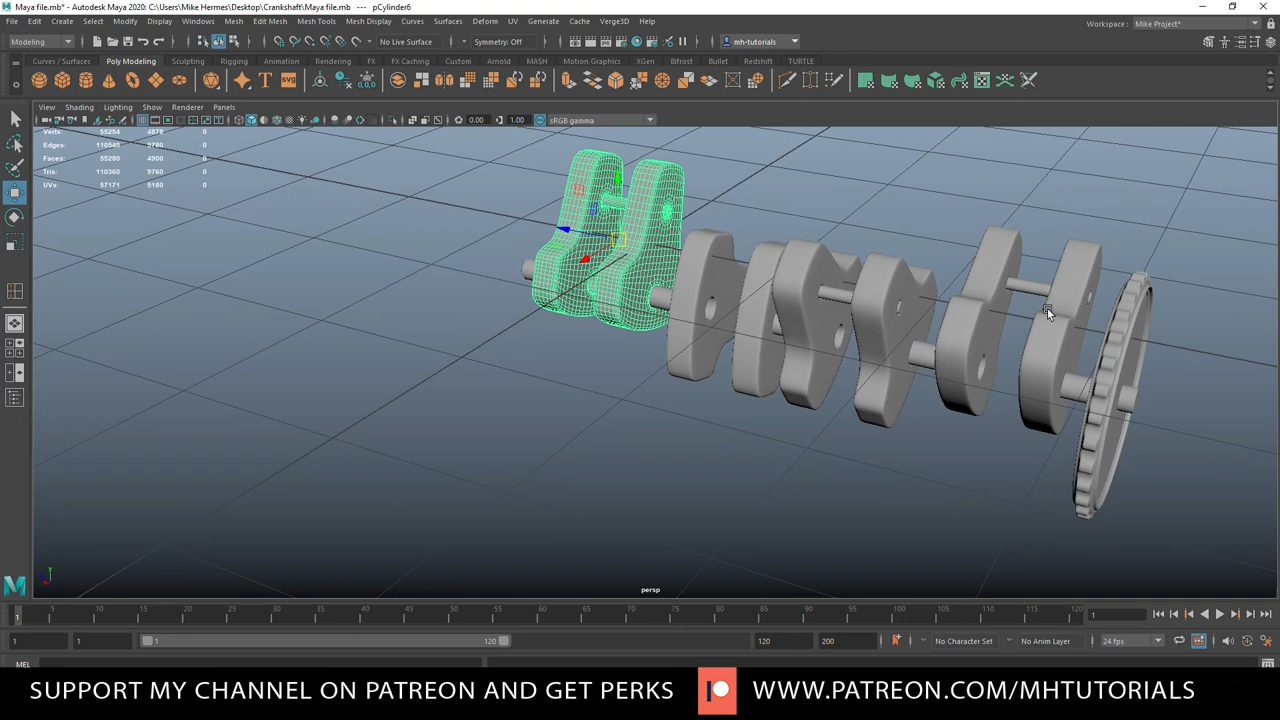 Maya file.mb* - Autodesk Maya 2020: C:\Users\Mike Hermes\Desktop\Crankshaft\Maya file.mb --- pCylinder6
File Edit Create Select Modify Display Windows Mesh Edit Mesh Mesh Tools Mesh Display Curves Surfaces Deform UV Generate Cache Verge3D Help
Workspace : Mike Project*
Modeling No Live Surface Symmetry: Off mh-tutorials
Curves / Surfaces Poly Modeling Sculpting Rigging Animation Rendering FX FX Caching Custom Arnold MASH Motion Graphics XGen Bifrost Bullet Redshift TURTLE
View Shading Lighting Show Renderer Panels
0.00 1.00 sRGB gamma
Verts: 55254 4878 0
Edges: 110540 9780 0
Faces: 55280 4900 0
Tris: 110360 9760 0
UVs: 57171 5180 0
persp
1 5 10 15 20 25 30 35 40 45 50 55 60 65 70 75 80 85 90 95 100 105 110 115 120 1
1 1 1 120 120 200 No Character Set No Anim Layer 24 fps
MEL
SUPPORT MY CHANNEL ON PATREON AND GET PERKS WWW.PATREON.COM/MHTUTORIALS